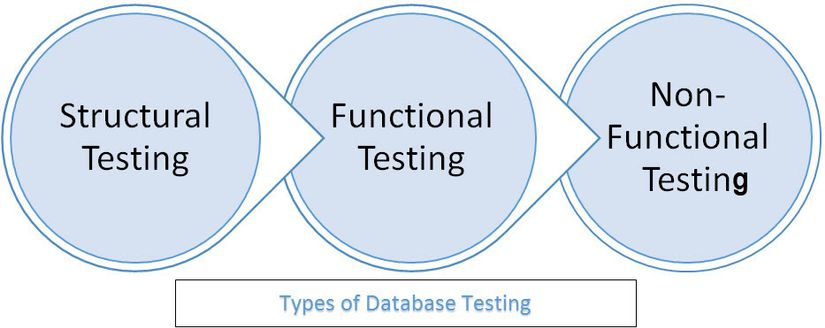 Structural
Testing
Functional
Testing
Non-
Functional
Testing
Types of Database Testing